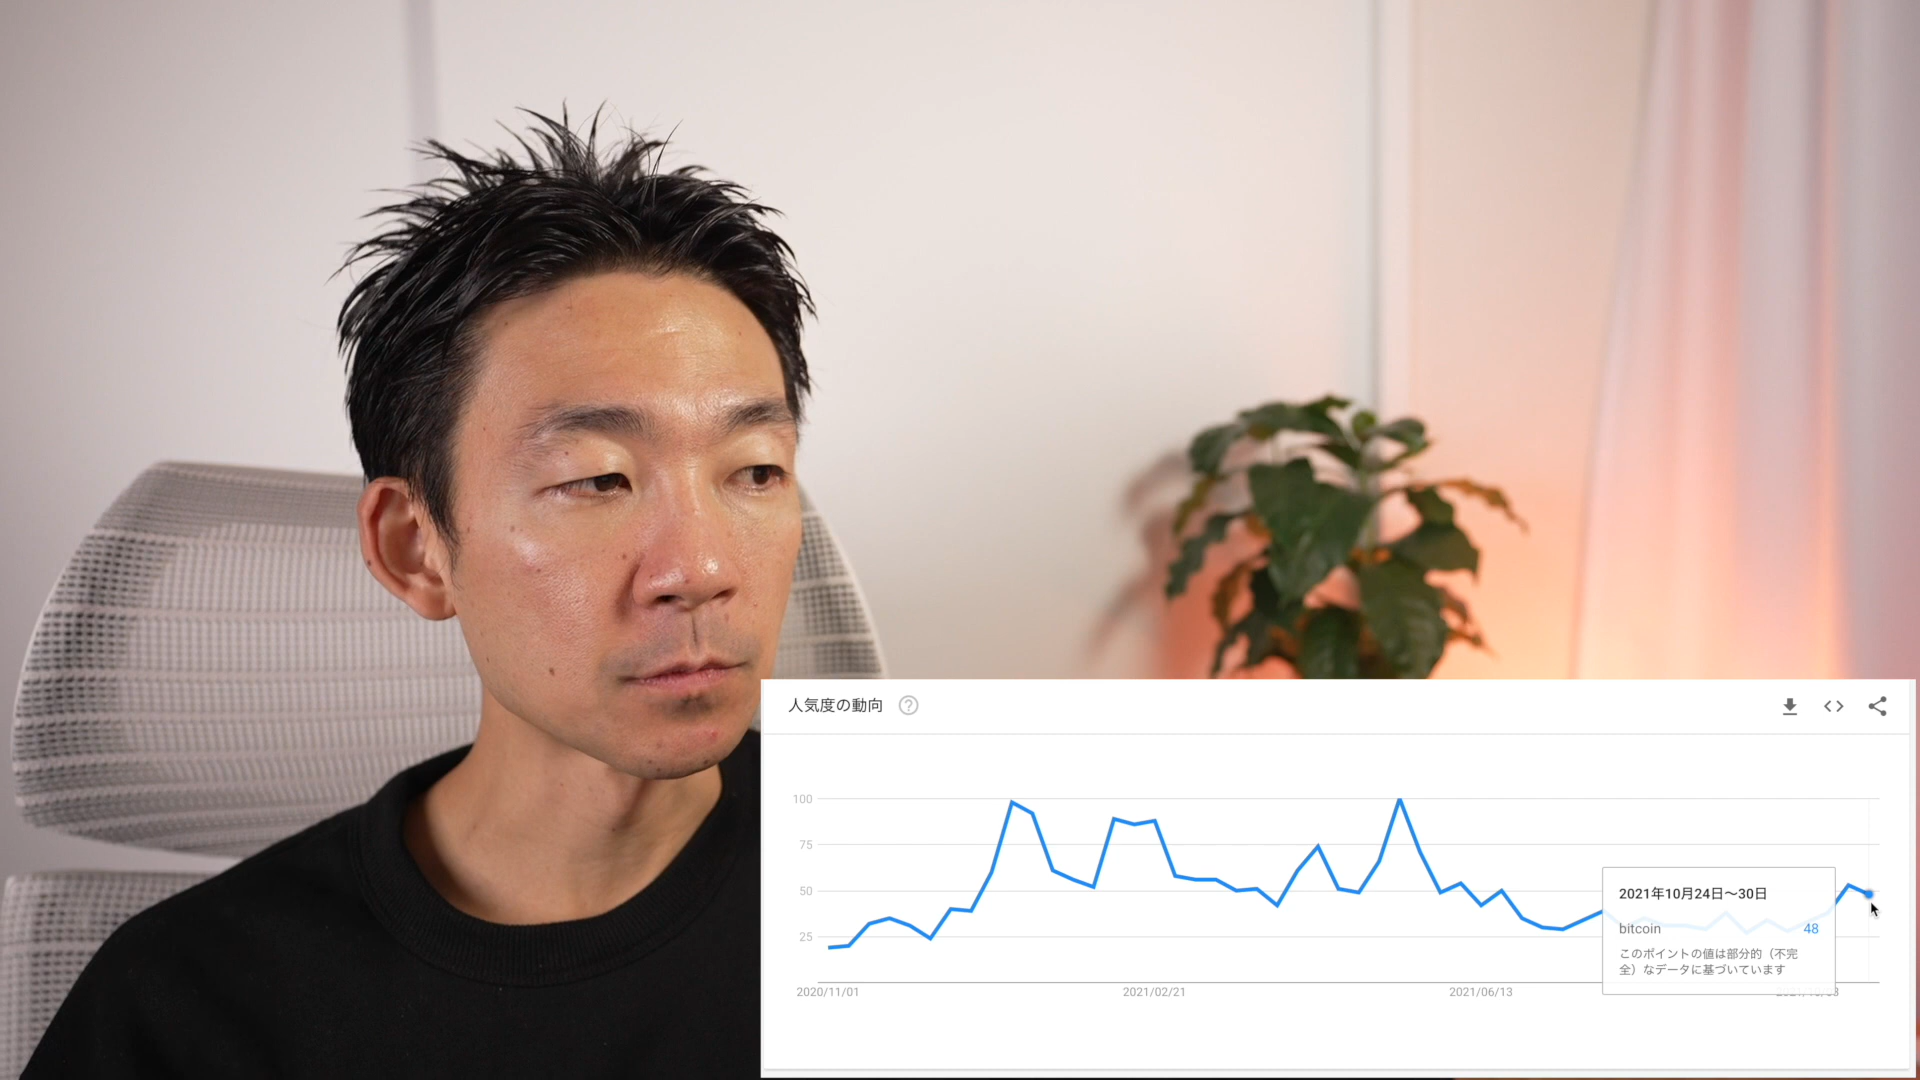 人気度の動向
100
75
50
25
2020/11/01
2021/02/21
2021/06/13
2021年10月24日～30日
bitcoin 48
このポイントの値は部分的（不完
全）なデータに基づいています